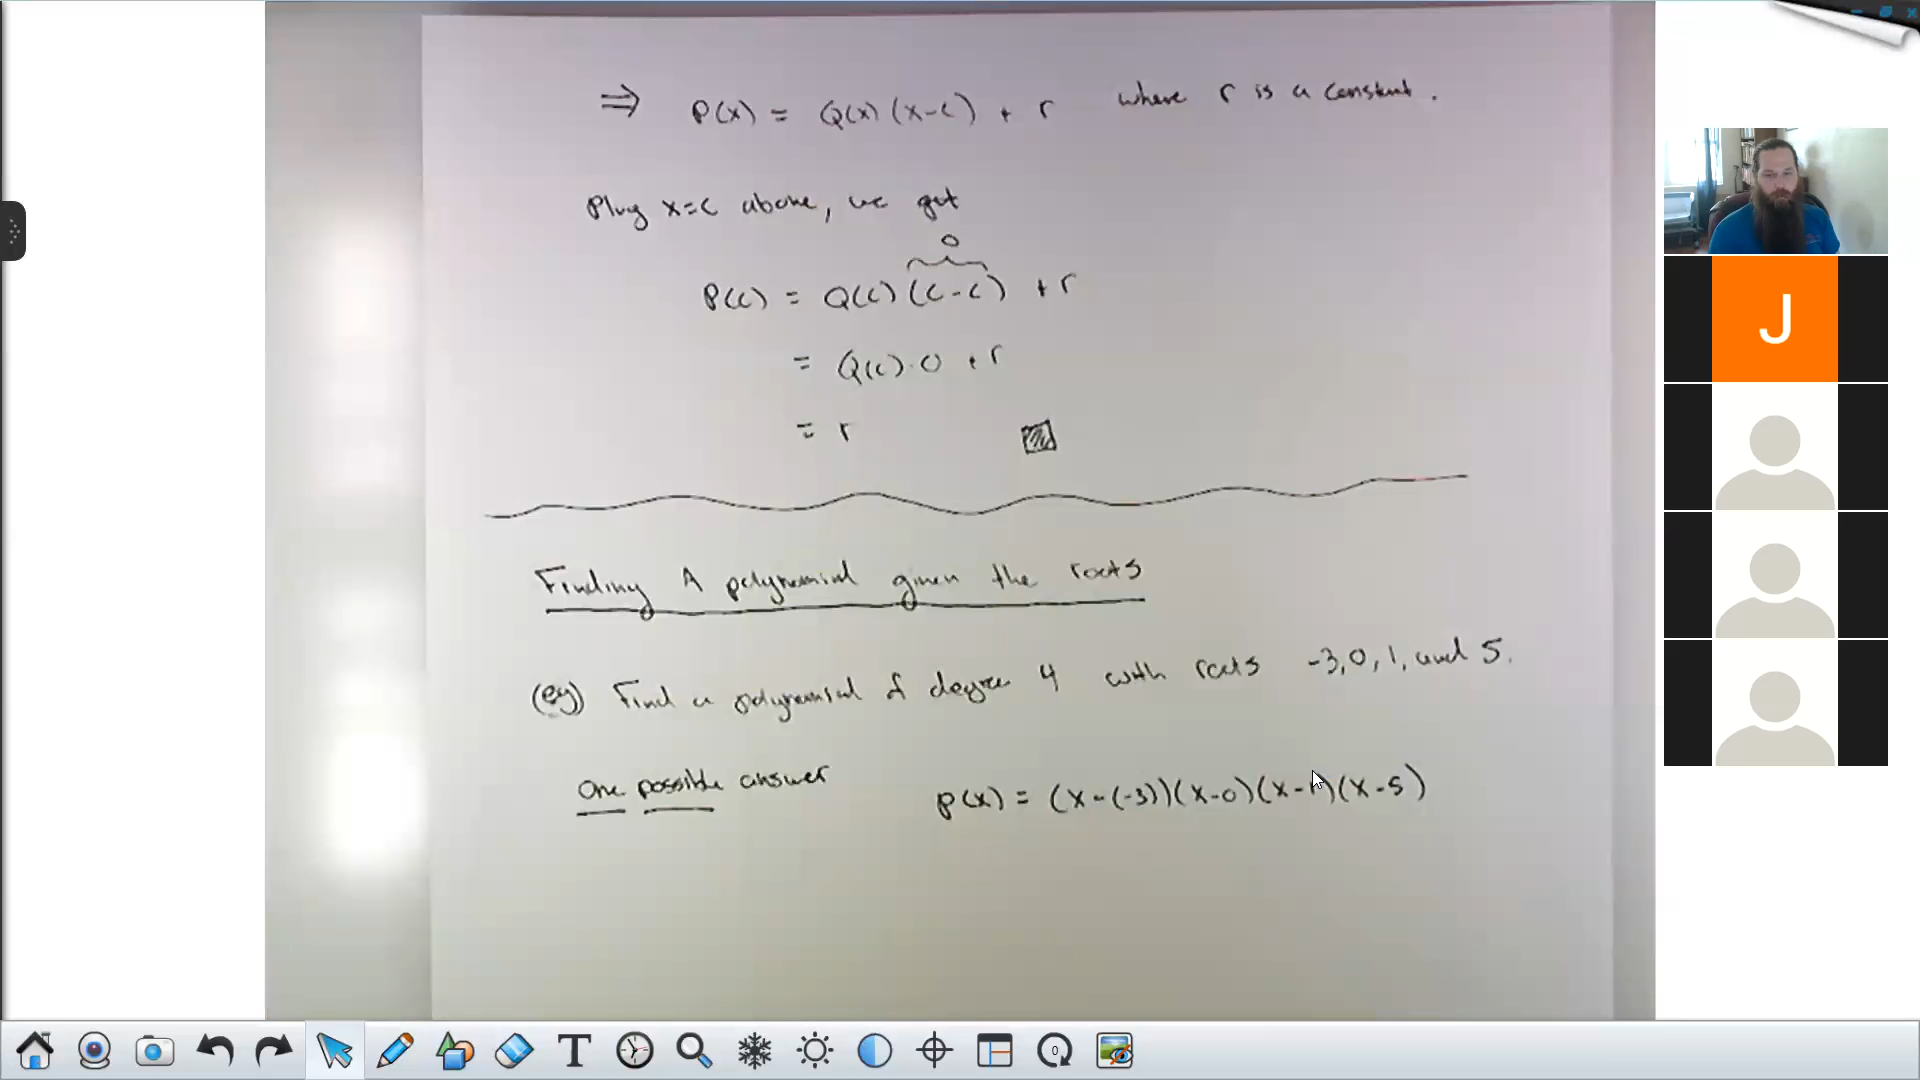 ⇒ P(x) = Q(x)(x-c) + r where r is a constant.
Plug x=c above, we get
0
P(c) = Q(c)(c-c) + r
= Q(c)·0 + r
= r
Finding A polynomial given the roots
(eg) Find a polynomial of degree 4 with roots -3, 0, 1, and 5.
One possible answer p(x) = (x-(-3))(x-0)(x-1)(x-5)
J
T
0